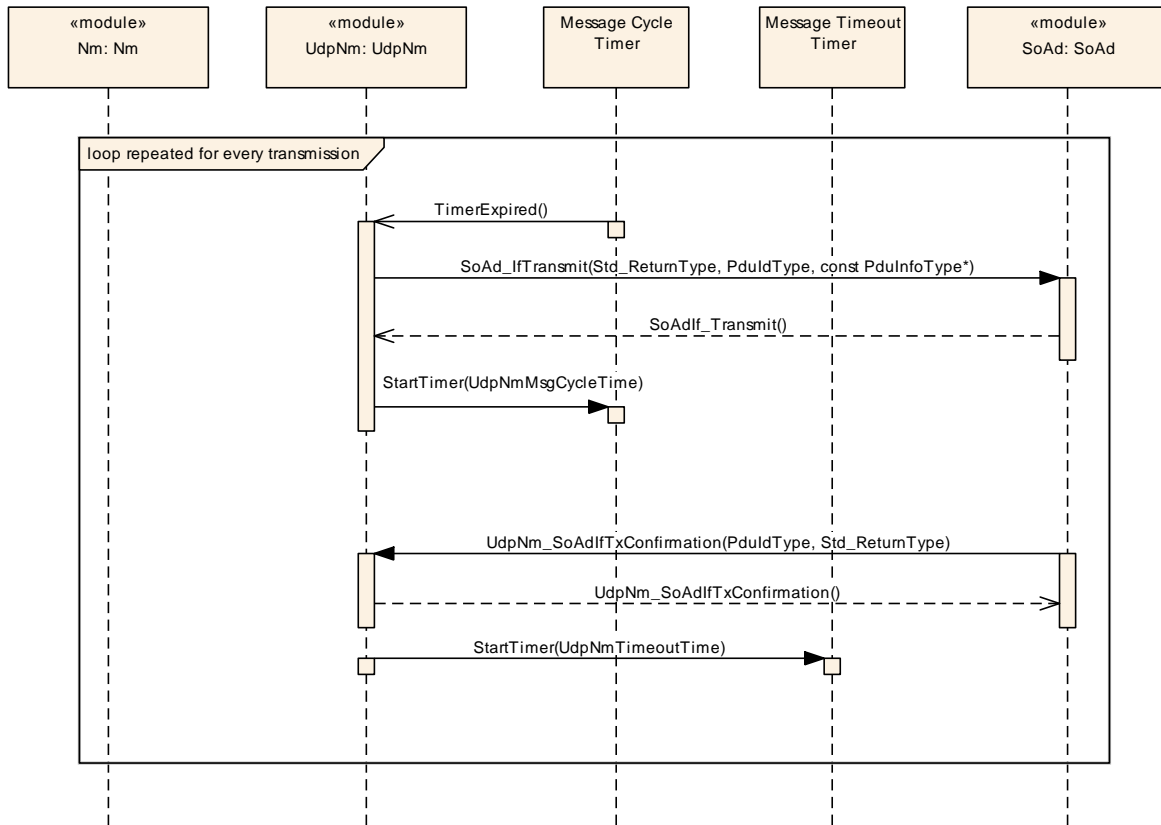 «module»
Nm: Nm
«module»
UdpNm: UdpNm
Message Cycle
Timer
Message Timeout
Timer
«module»
SoAd: SoAd
loop repeated for every transmission
TimerExpired()
SoAd_IfTransmit(Std_ReturnType, PduIdType, const PduInfoType*)
SoAdIf_Transmit()
StartTimer(UdpNmMsgCycleTime)
UdpNm_SoAdIfTxConfirmation(PduIdType, Std_ReturnType)
UdpNm_SoAdIfTxConfirmation()
StartTimer(UdpNmTimeoutTime)